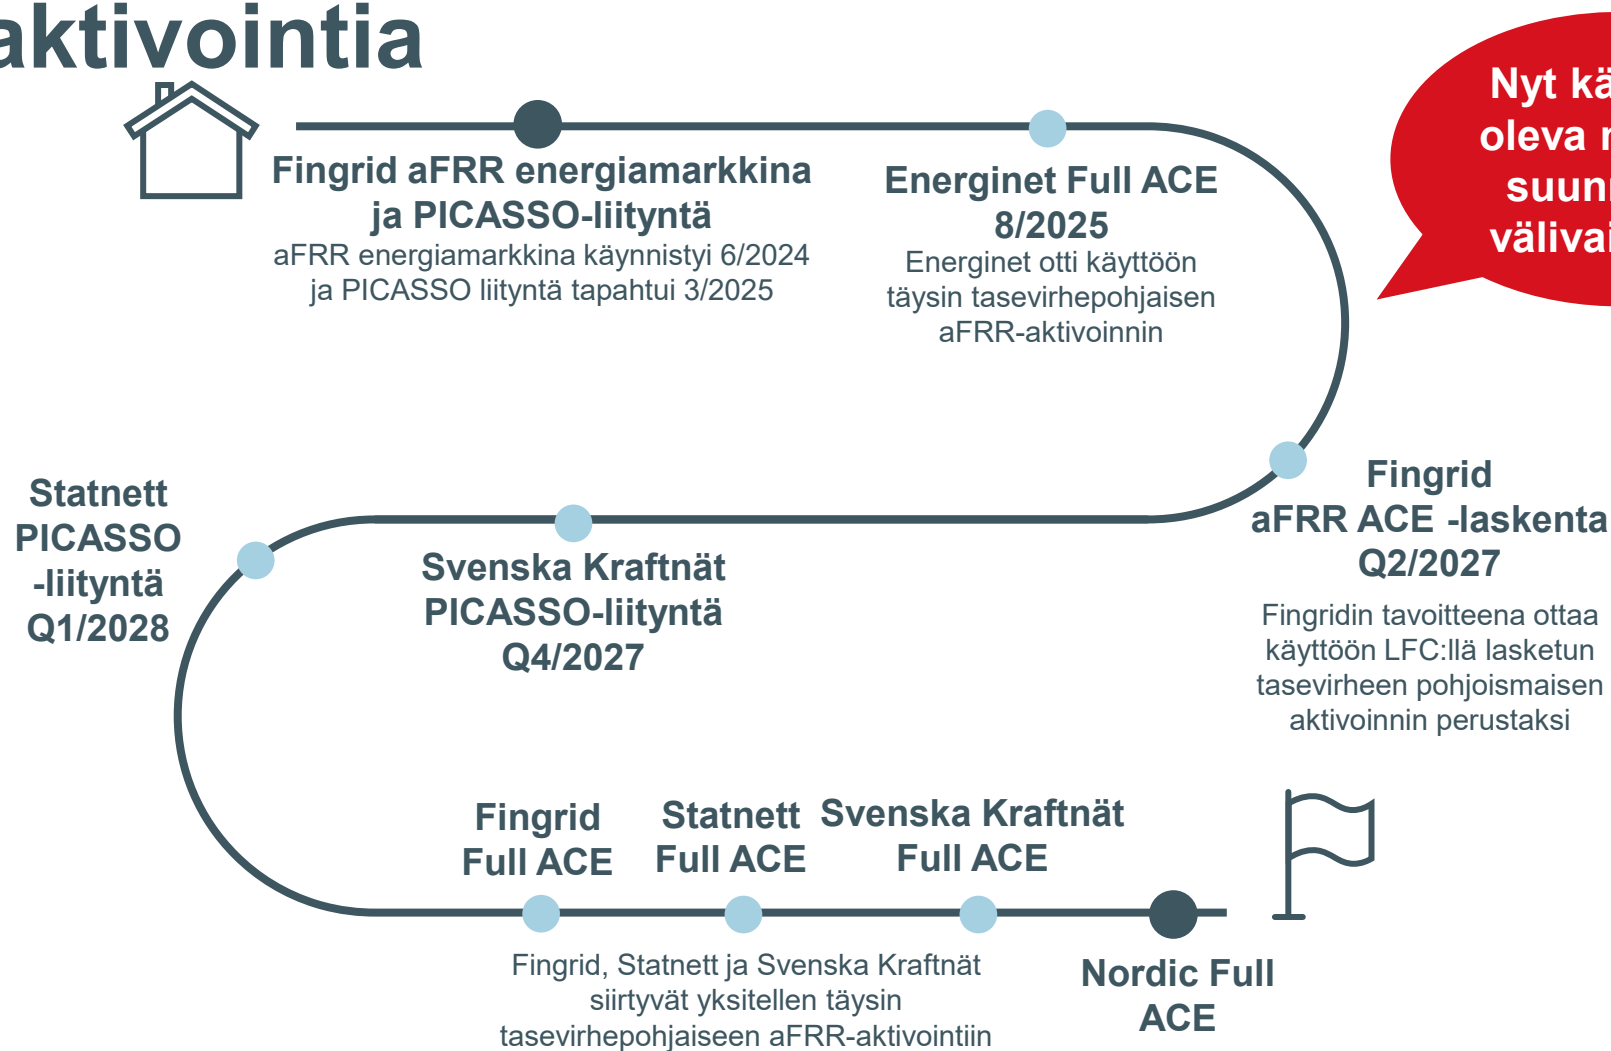 aktivointia
Nyt
oleva
Fingrid aFRR energiamarkkina
ja PICASSO-liityntä
aFRR energiamarkkina käynnistyi 6/2024
ja PICASSO liityntä tapahtui 3/2025
Energinet Full ACE
8/2025
Energinet otti käyttöön
täysin tasevirhepohjaisen
aFRR-aktivoinnin
Fingrid
aFRR ACE -laskenta
Q2/2027
Fingridin tavoitteena ottaa
käyttöön LFC:llä lasketun
tasevirheen pohjoismaisen
aktivoinnin perustaksi
Svenska Kraftnät
PICASSO-liityntä
Q4/2027
Statnett
PICASSO
-liityntä
Q1/2028
Fingrid
Full ACE
Statnett
Full ACE
Svenska Kraftnät
Full ACE
Fingrid, Statnett ja Svenska Kraftnät
siirtyvät yksitellen täysin
tasevirhepohjaiseen aFRR-aktivointiin
Nordic Full
ACE